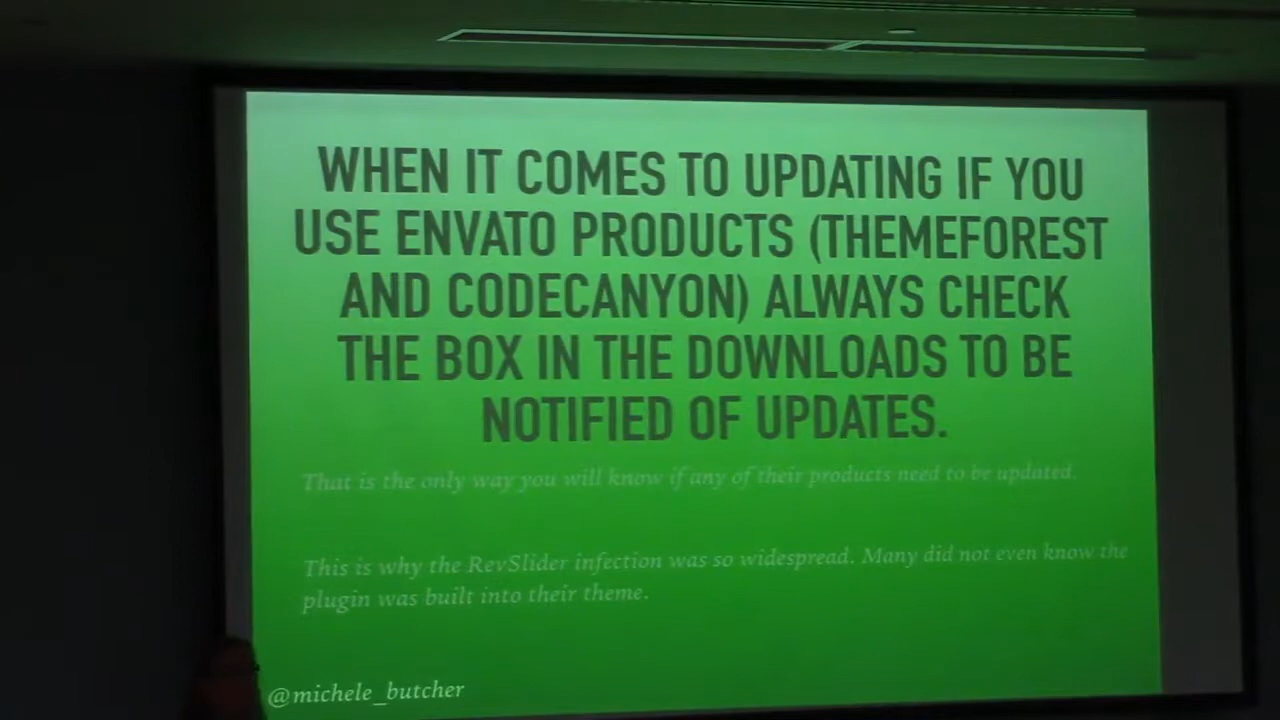 WHEN IT COMES TO UPDATING IF YOU
USE ENVATO PRODUCTS (THEMEFOREST
AND CODECANYON) ALWAYS CHECK
THE BOX IN THE DOWNLOADS TO BE
NOTIFIED OF UPDATES.
That is the only way you will know if any of their products need to be updated.
This is why the RevSlider infection was so widespread. Many did not even know the
plugin was built into their theme.
@michele_butcher